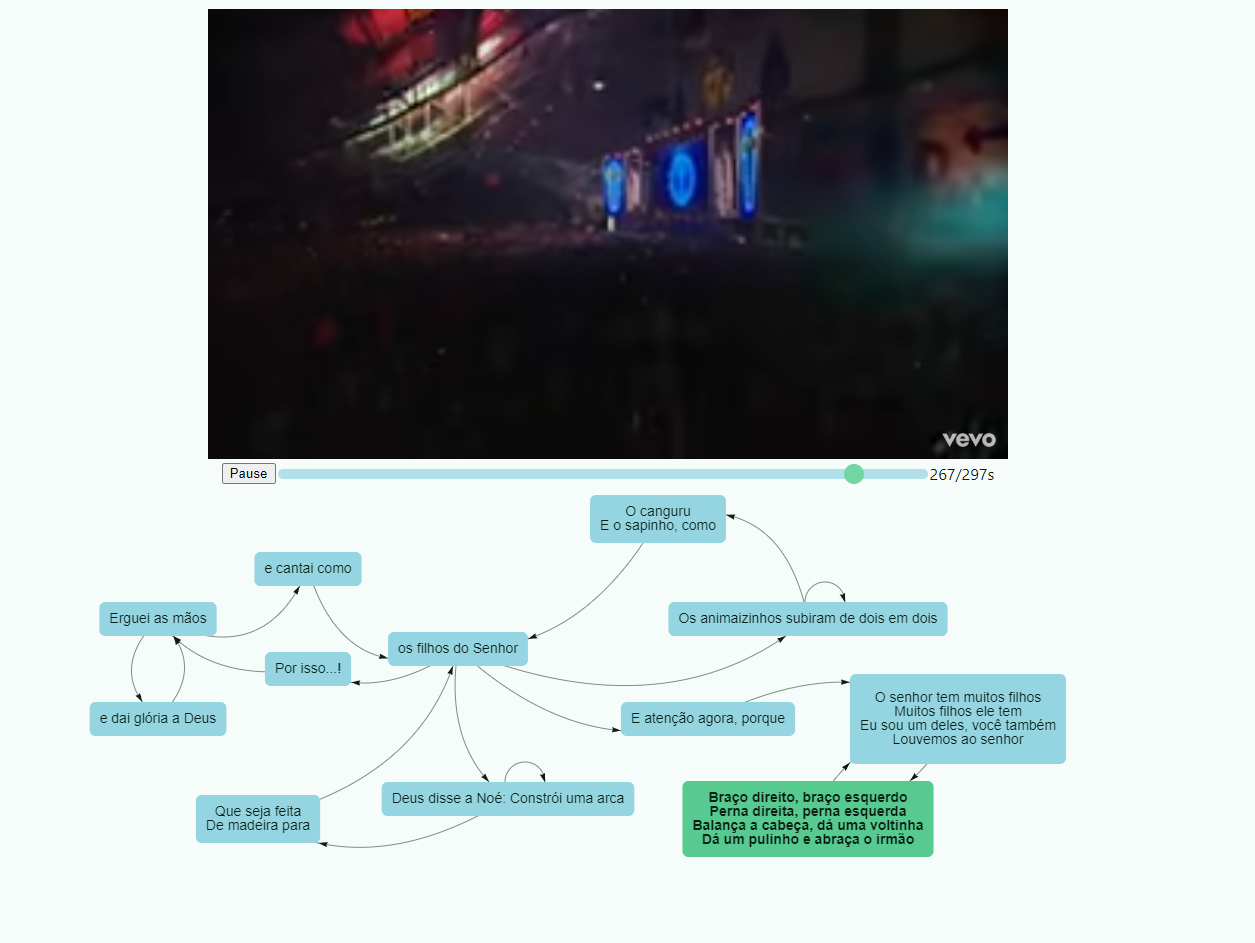 vevo
Pause
267/297s
O canguru
E o sapinho, como
e cantai como
Erguei as mãos
Os animaizinhos subiram de dois em dois
os filhos do Senhor
Por isso...!
e dai glória a Deus
E atenção agora, porque
O senhor tem muitos filhos
Muitos filhos ele tem
Eu sou um deles, você também
Louvemos ao senhor
Deus disse a Noé: Constrói uma arca
Que seja feita
De madeira para
Braço direito, braço esquerdo
Perna direita, perna esquerda
Balança a cabeça, dá uma voltinha
Dá um pulinho e abraça o irmão